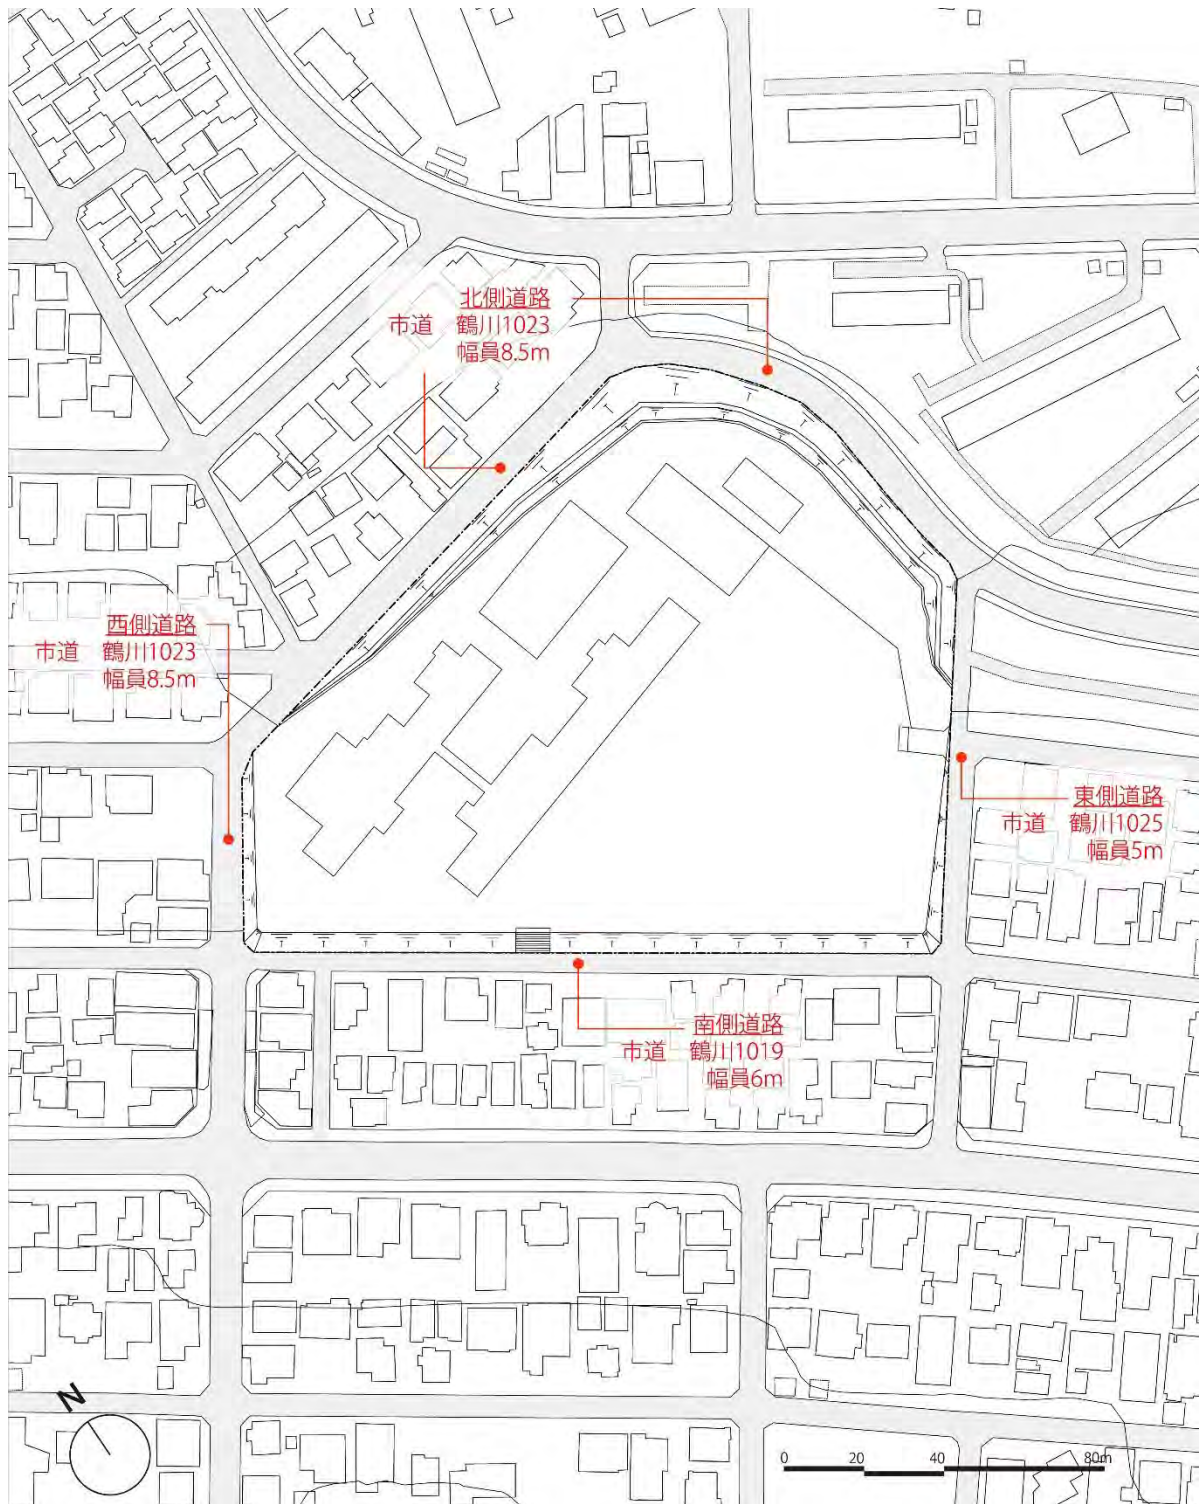 北側道路
市道 鶴川1023
幅員8.5m
西側道路
市道 鶴川1023
幅員8.5m
東側道路
市道 鶴川1025
幅員5m
南側道路
市道 鶴川1019
幅員6m
N
0 20 40 80m